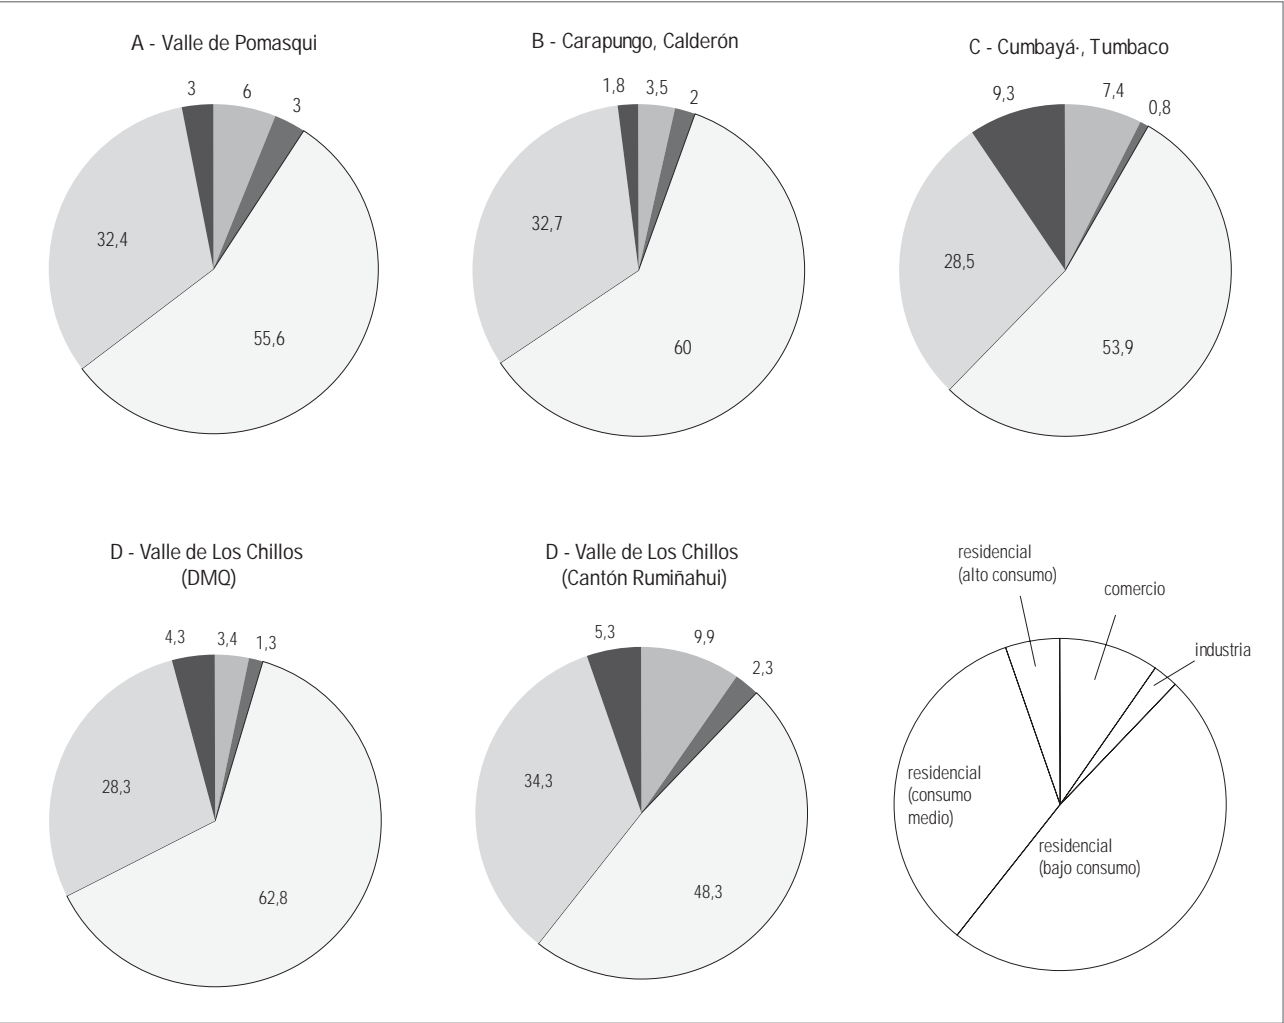 A - Valle de Pomasqui
3
6
3
32,4
55,6
B - Carapungo, Calderón
1,8
3,5
2
32,7
60
C - Cumbayá·, Tumbaco
9,3
7,4
0,8
28,5
53,9
D - Valle de Los Chillos
(DMQ)
4,3
3,4
1,3
28,3
62,8
D - Valle de Los Chillos
(Cantón Rumiñahui)
5,3
9,9
2,3
34,3
48,3
residencial
(alto consumo)
comercio
industria
residencial
(consumo
medio)
residencial
(bajo consumo)